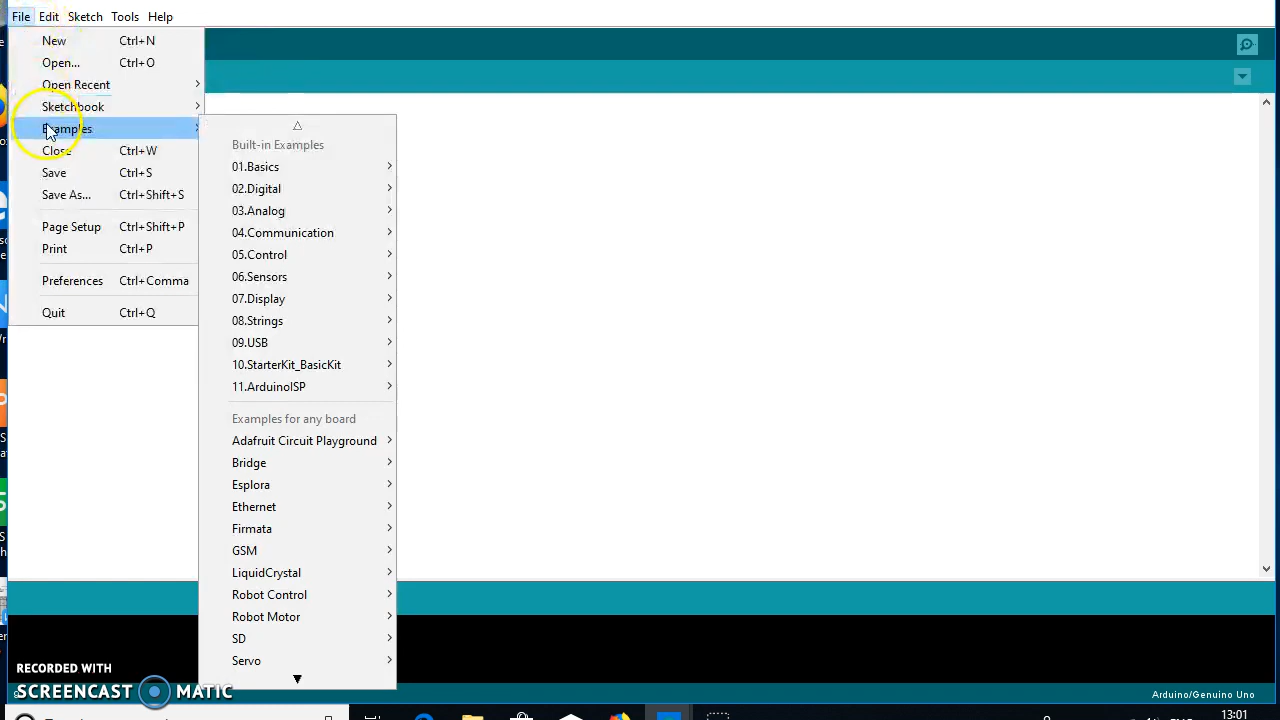 File Edit Sketch Tools Help
New Ctrl+N
Open... Ctrl+O
Open Recent
Sketchbook
Examples
Close Ctrl+W
Save Ctrl+S
Save As... Ctrl+Shift+S
Page Setup Ctrl+Shift+P
Print Ctrl+P
Preferences Ctrl+Comma
Quit Ctrl+Q
Built-in Examples
01.Basics
02.Digital
03.Analog
04.Communication
05.Control
06.Sensors
07.Display
08.Strings
09.USB
10.StarterKit_BasicKit
11.ArduinoISP
Examples for any board
Adafruit Circuit Playground
Bridge
Esplora
Ethernet
Firmata
GSM
LiquidCrystal
Robot Control
Robot Motor
SD
Servo
RECORDED WITH
SCREENCAST MATIC
Arduino/Genuino Uno
13:01